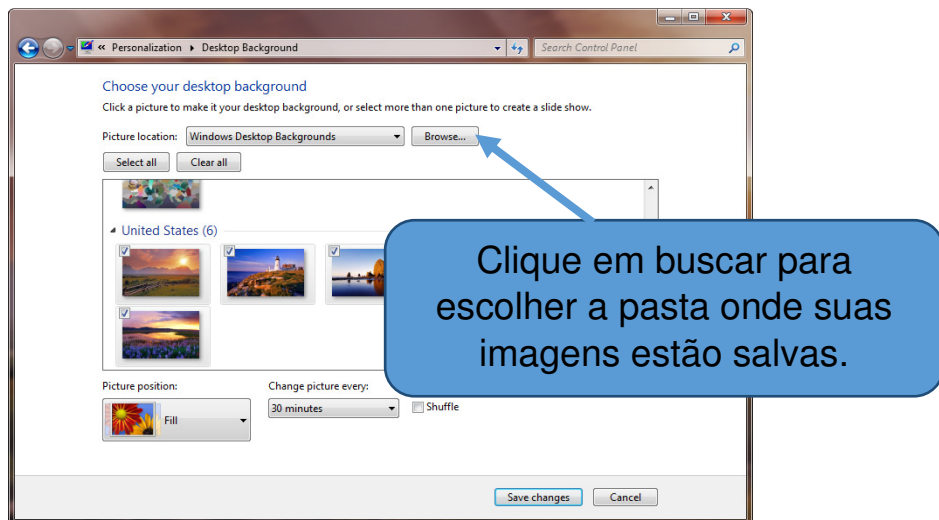 « Personalization ▸ Desktop Background
Search Control Panel
Choose your desktop background
Click a picture to make it your desktop background, or select more than one picture to create a slide show.
Picture location: Windows Desktop Backgrounds Browse...
Select all Clear all
United States (6)
Clique em buscar para
escolher a pasta onde suas
imagens estão salvas.
Picture position: Change picture every:
Fill 30 minutes Shuffle
Save changes Cancel